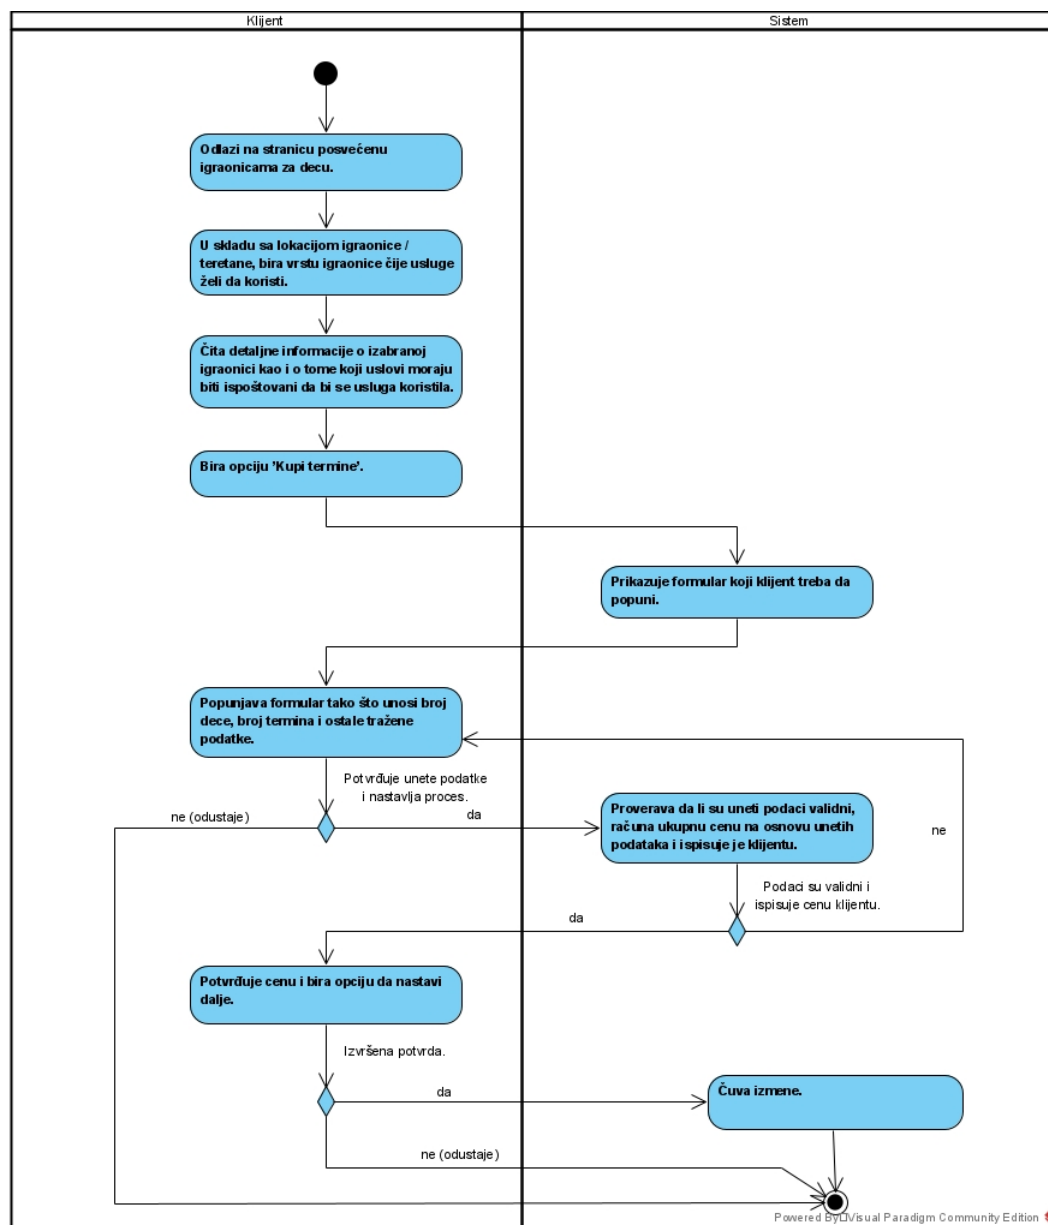 Klijent
Sistem
Odlazi na stranicu posvećenu
igraonicama za decu.
U skladu sa lokacijom igraonice /
teretane, bira vrstu igraonice čije usluge
želi da koristi.
Čita detaljne informacije o izabranoj
igraonici kao i o tome koji uslovi moraju
biti ispoštovani da bi se usluga koristila.
Bira opciju 'Kupi termine'.
Prikazuje formular koji klijent treba da
popuni.
Popunjava formular tako što unosi broj
dece, broj termina i ostale tražene
podatke.
Potvrđuje unete podatke
i nastavlja proces.
ne (odustaje)
da
Proverava da li su uneti podaci validni,
računa ukupnu cenu na osnovu unetih
podataka i ispisuje je klijentu.
ne
Podaci su validni i
ispisuje cenu klijentu.
da
Potvrđuje cenu i bira opciju da nastavi
dalje.
Izvršena potvrda.
da
Čuva izmene.
ne (odustaje)
Powered By Visual Paradigm Community Edition